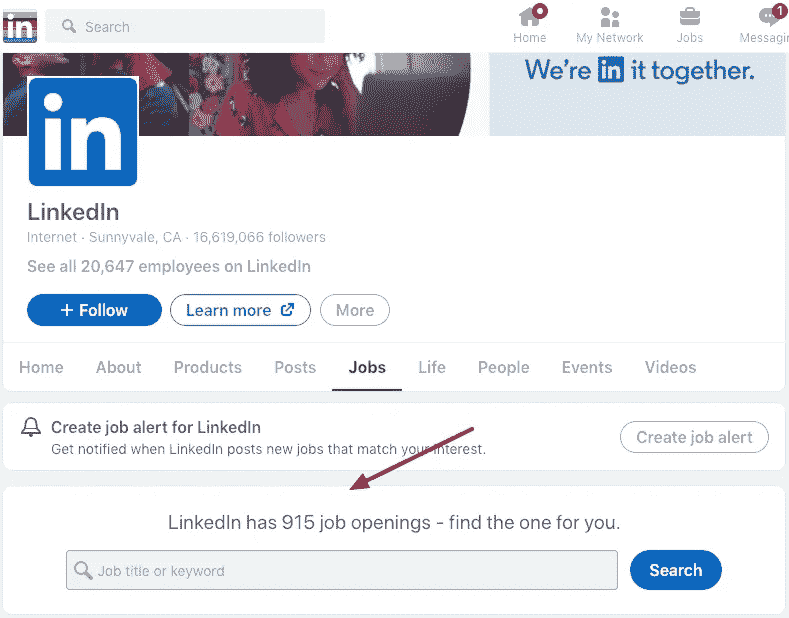 in
Search
Home
My Network
Jobs
1
Messagin
We're in it together.
in
LinkedIn
Internet · Sunnyvale, CA · 16,619,066 followers
See all 20,647 employees on LinkedIn
+ Follow
Learn more
More
Home
About
Products
Posts
Jobs
Life
People
Events
Videos
Create job alert for LinkedIn
Get notified when LinkedIn posts new jobs that match your interest.
Create job alert
LinkedIn has 915 job openings - find the one for you.
Job title or keyword
Search